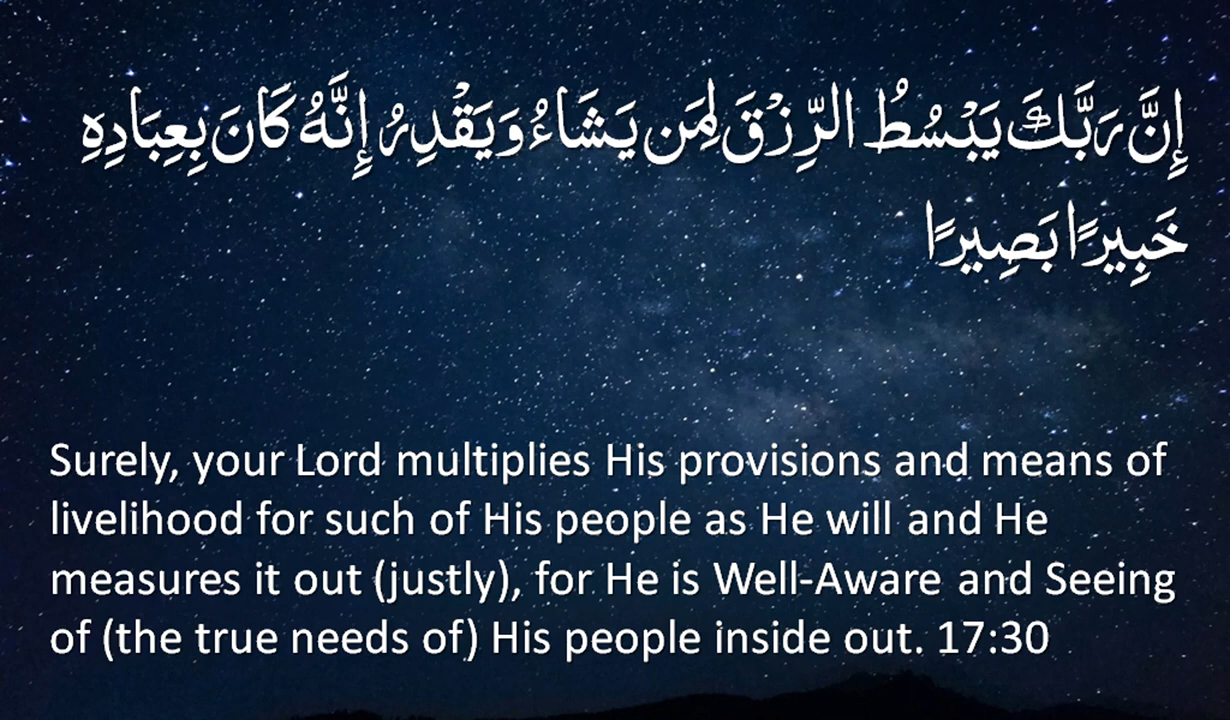 إِنَّ رَبَّكَ يَبْسُطُ الرِّزْقَ لِمَن يَشَاءُ وَيَقْدِرُ إِنَّهُ كَانَ بِعِبَادِهِ
خَبِيرًا بَصِيرًا
Surely, your Lord multiplies His provisions and means of
livelihood for such of His people as He will and He
measures it out (justly), for He is Well-Aware and Seeing
of (the true needs of) His people inside out. 17:30